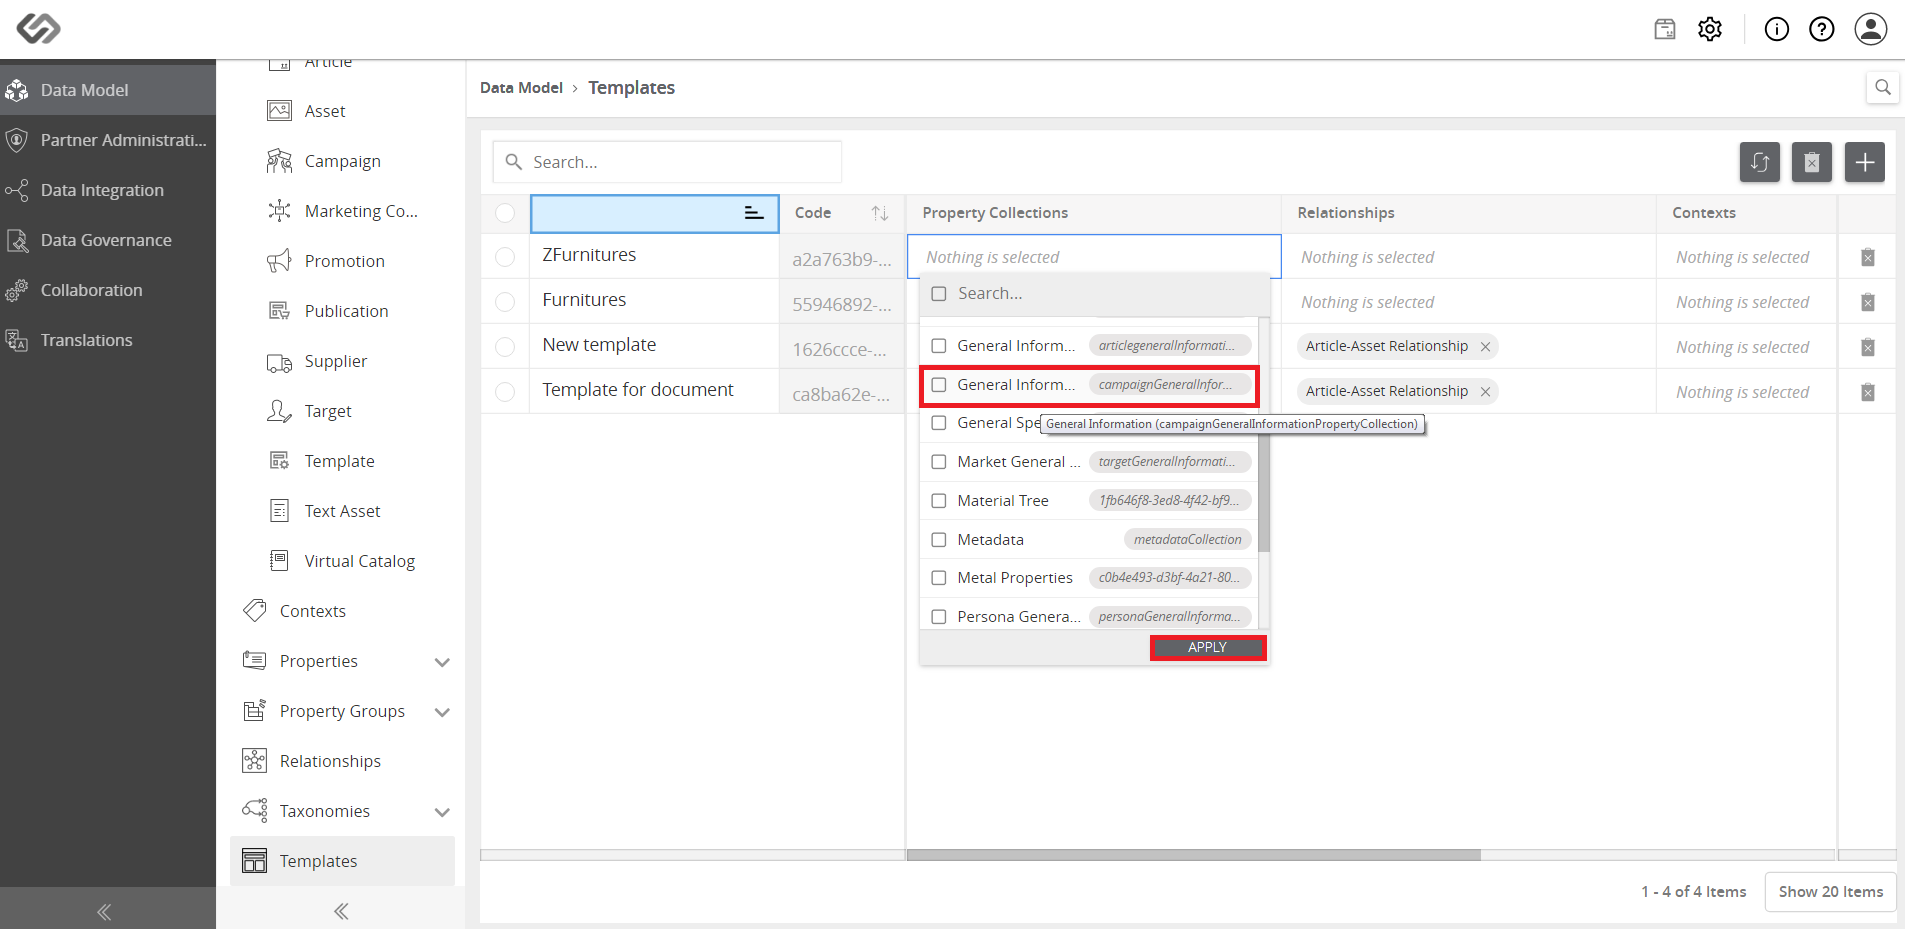 Data Model
Partner Administrati...
Data Integration
Data Governance
Collaboration
Translations
Article
Asset
Campaign
Marketing Co...
Promotion
Publication
Supplier
Target
Template
Text Asset
Virtual Catalog
Contexts
Properties
Property Groups
Relationships
Taxonomies
Templates
Data Model › Templates
Search...
Code Property Collections Relationships Contexts
ZFurnitures a2a763b9-... Nothing is selected Nothing is selected Nothing is selected
Furnitures 55946892-... Nothing is selected Nothing is selected
New template 1626ccce-... Article-Asset Relationship Nothing is selected
Template for document ca8ba62e-... Article-Asset Relationship Nothing is selected
Search...
General Inform... articlegeneralInformati...
General Inform... campaignGeneralInfor...
General Spe
General Information (campaignGeneralInformationPropertyCollection)
Market General ... targetGeneralInformati...
Material Tree 1fb646f8-3ed8-4f42-bf9...
Metadata metadataCollection
Metal Properties c0b4e493-d3bf-4a21-80...
Persona Genera... personaGeneralInforma...
APPLY
1 - 4 of 4 Items Show 20 Items